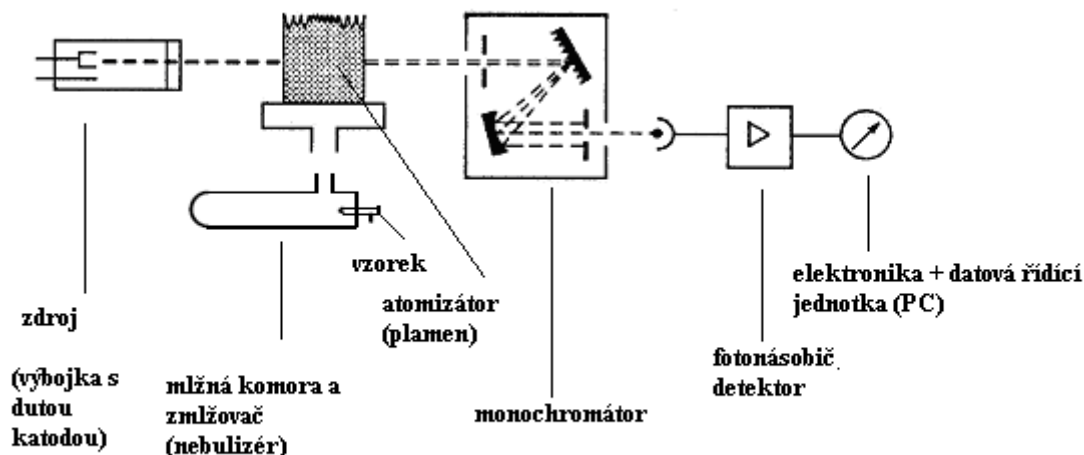 zdroj
(výbojka s
dutou
katodou)
mlžná komora a
zmlžovač
(nebulizér)
vzorek
atomizátor
(plamen)
monochromátor
fotonásobič
detektor
elektronika + datová řídící
jednotka (PC)